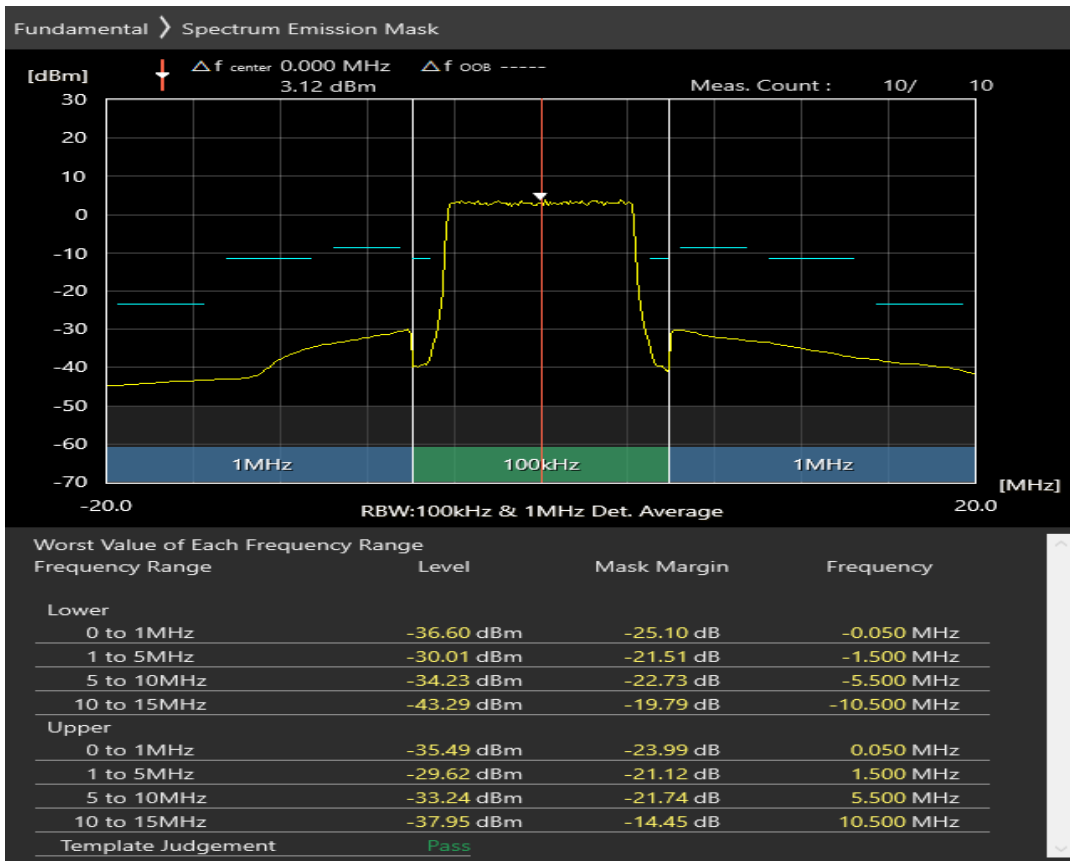 Fundamental ❯ Spectrum Emission Mask
[dBm] Δf center 0.000 MHz Δf OOB -----
3.12 dBm Meas. Count : 10/ 10
30
20
10
0
-10
-20
-30
-40
-50
-60
1MHz 100kHz 1MHz
-70
[MHz]
-20.0 RBW:100kHz & 1MHz Det. Average 20.0
Worst Value of Each Frequency Range
Frequency Range Level Mask Margin Frequency
Lower
0 to 1MHz -36.60 dBm -25.10 dB -0.050 MHz
1 to 5MHz -30.01 dBm -21.51 dB -1.500 MHz
5 to 10MHz -34.23 dBm -22.73 dB -5.500 MHz
10 to 15MHz -43.29 dBm -19.79 dB -10.500 MHz
Upper
0 to 1MHz -35.49 dBm -23.99 dB 0.050 MHz
1 to 5MHz -29.62 dBm -21.12 dB 1.500 MHz
5 to 10MHz -33.24 dBm -21.74 dB 5.500 MHz
10 to 15MHz -37.95 dBm -14.45 dB 10.500 MHz
Template Judgement Pass